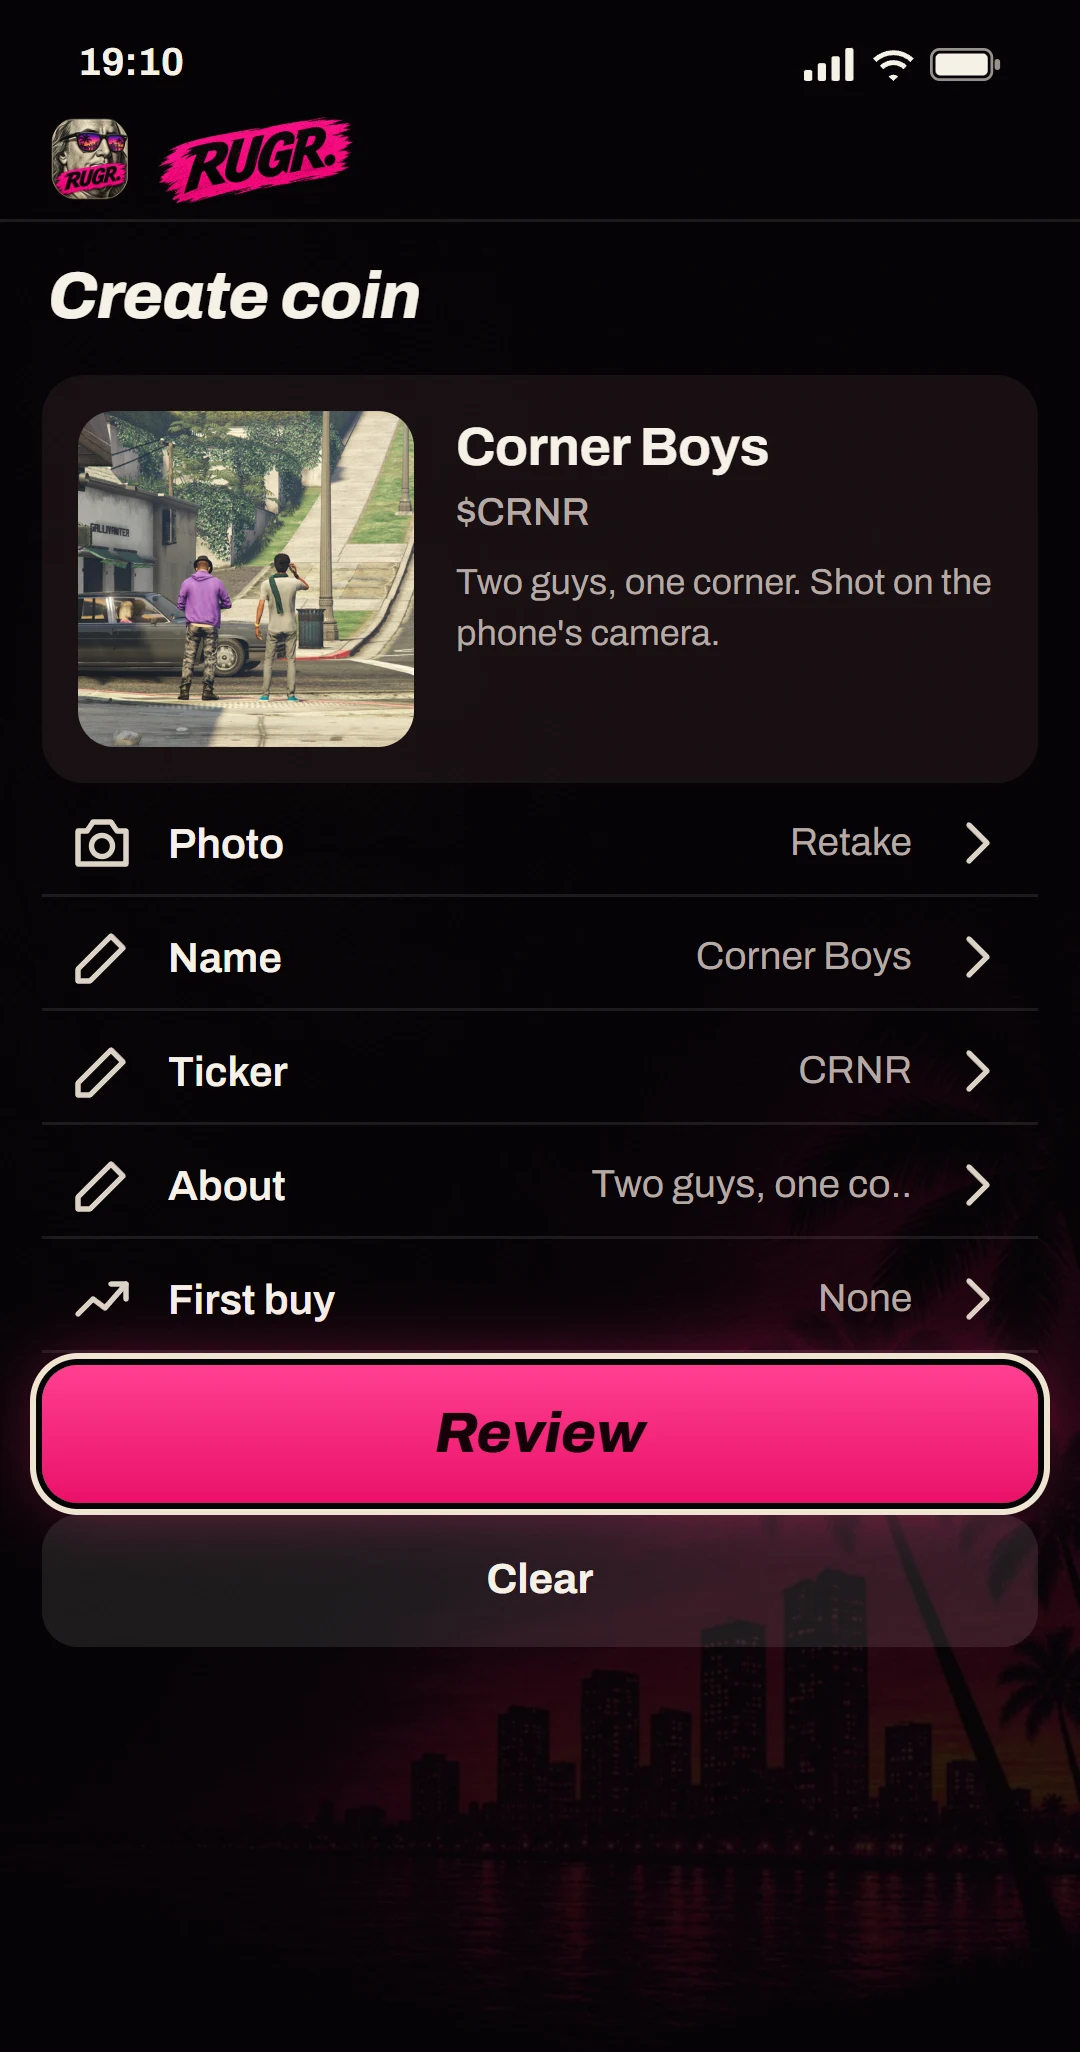 19:10
RUGR.
RUGR.
Create coin
GALLIVANTER
Corner Boys
$CRNR
Two guys, one corner. Shot on the
phone's camera.
Photo
Retake
Name
Corner Boys
Ticker
CRNR
About
Two guys, one co..
First buy
None
Review
Clear